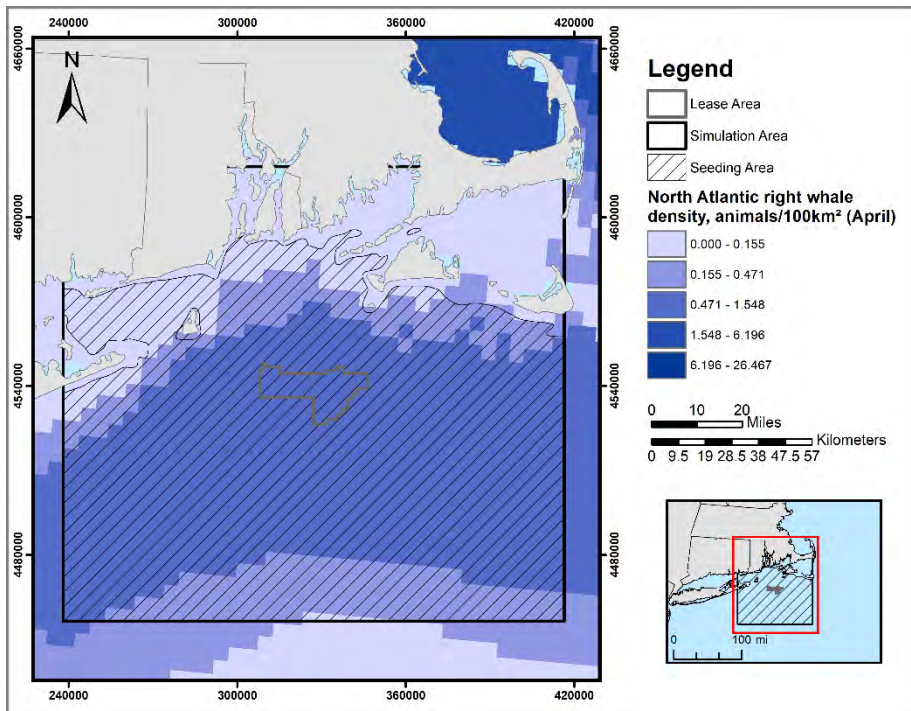 240000 300000 360000 420000
4660000
4600000
4540000
4480000
N
4660000
4600000
4540000
4480000
240000 300000 360000 420000
Legend
Lease Area
Simulation Area
Seeding Area
North Atlantic right whale
density, animals/100km² (April)
0.000 - 0.155
0.155 - 0.471
0.471 - 1.548
1.548 - 6.196
6.196 - 26.467
0 10 20
Miles
Kilometers
0 9.5 19 28.5 38 47.5 57
0 100 mi